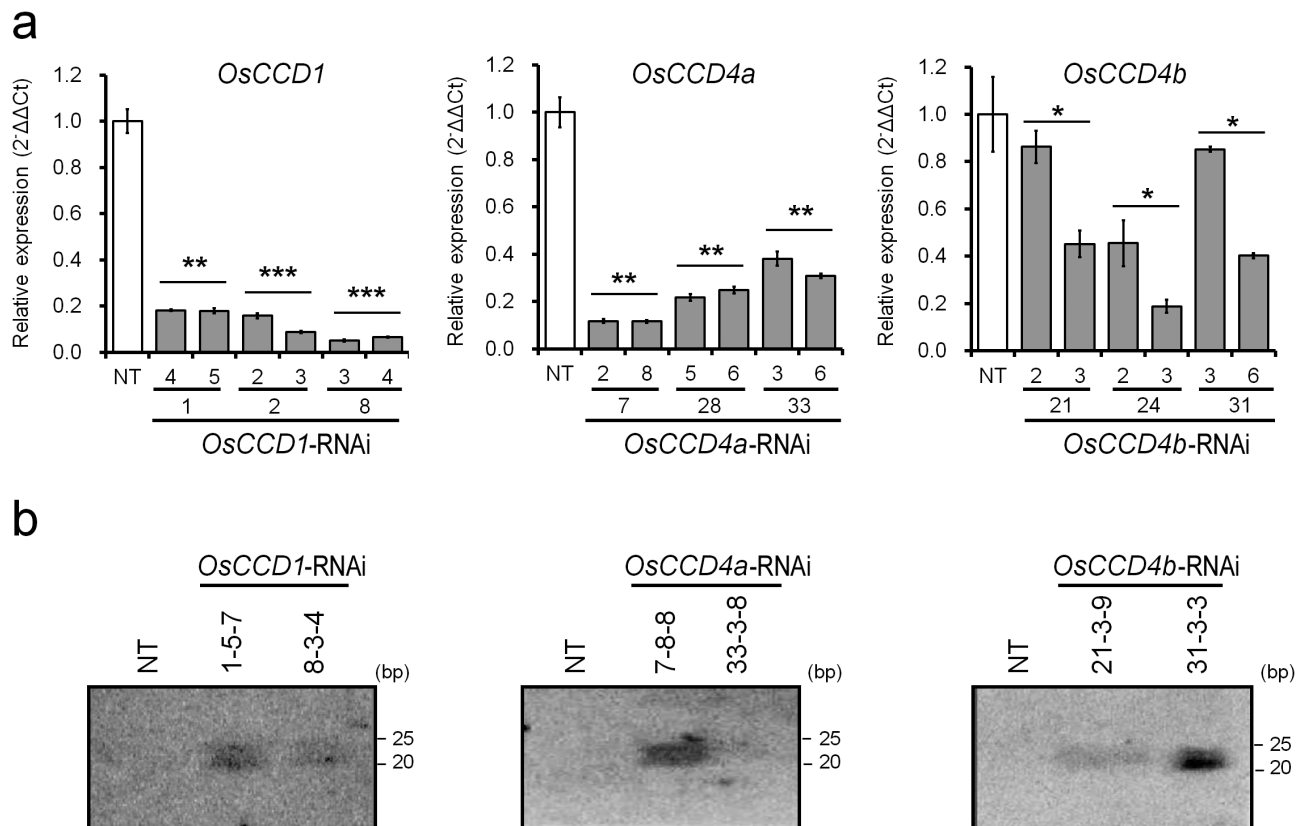 a
OsCCD1
Relative expression (2-ΔΔCt)
1.2
1.0
0.8
0.6
0.4
0.2
0.0
** *** ***
NT 4 5 2 3 3 4
1 2 8
OsCCD1-RNAi
OsCCD4a
Relative expression (2-ΔΔCt)
1.2
1.0
0.8
0.6
0.4
0.2
0.0
** ** **
NT 2 8 5 6 3 6
7 28 33
OsCCD4a-RNAi
OsCCD4b
Relative expression (2-ΔΔCt)
1.2
1.0
0.8
0.6
0.4
0.2
0.0
* * *
NT 2 3 2 3 3 6
21 24 31
OsCCD4b-RNAi
b
OsCCD1-RNAi
NT 1-5-7 8-3-4 (bp)
25
20
OsCCD4a-RNAi
NT 7-8-8 33-3-8 (bp)
25
20
OsCCD4b-RNAi
NT 21-3-9 31-3-3 (bp)
25
20